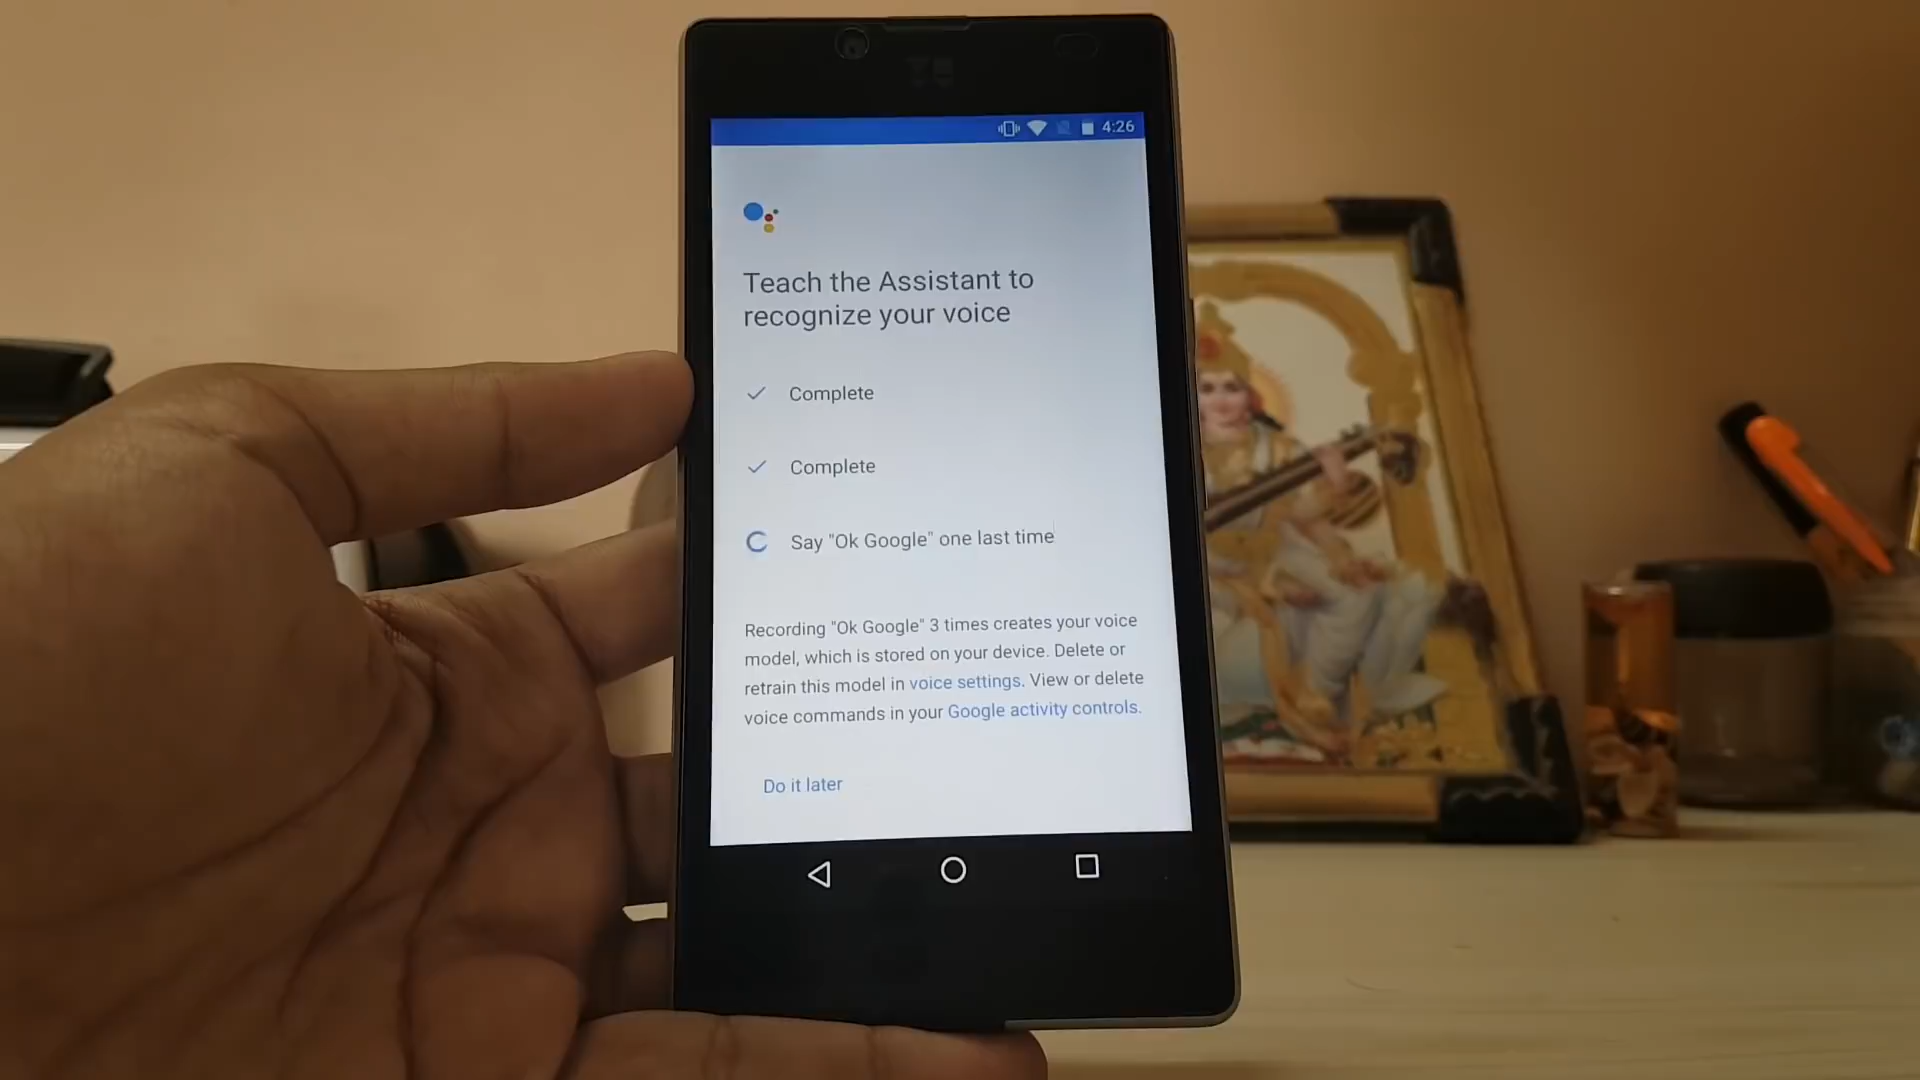 4:26
Teach the Assistant to
recognize your voice
Complete
Complete
Say "Ok Google" one last time
Recording "Ok Google" 3 times creates your voice
model, which is stored on your device. Delete or
retrain this model in voice settings. View or delete
voice commands in your Google activity controls.
Do it later